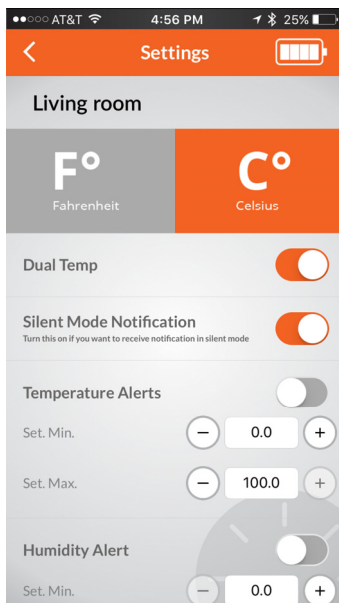 AT&T 4:56 PM 25%
Settings
Living room
F° C°
Fahrenheit Celsius
Dual Temp
Silent Mode Notification
Turn this on if you want to receive notification in silent mode
Temperature Alerts
Set. Min. − 0.0 +
Set. Max. − 100.0 +
Humidity Alert
Set. Min. − 0.0 +